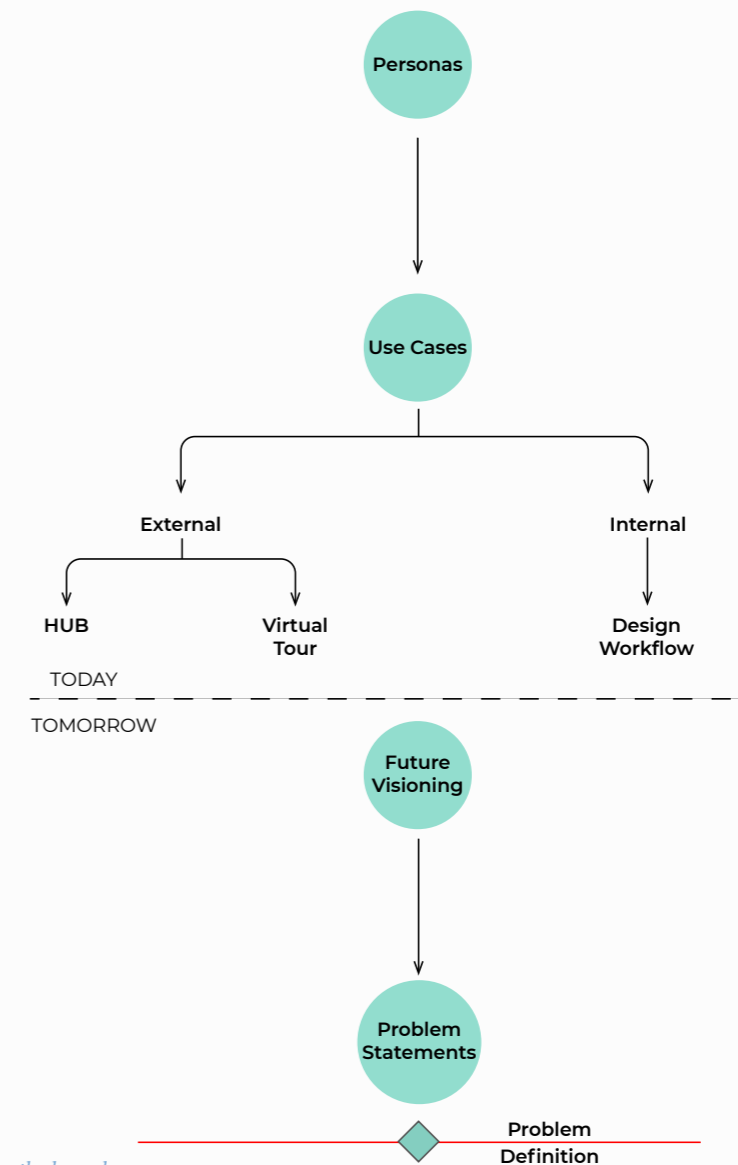 Personas
Use Cases
External
Internal
HUB
Virtual
Tour
Design
Workflow
TODAY
TOMORROW
Future
Visioning
Problem
Statements
Problem
Definition